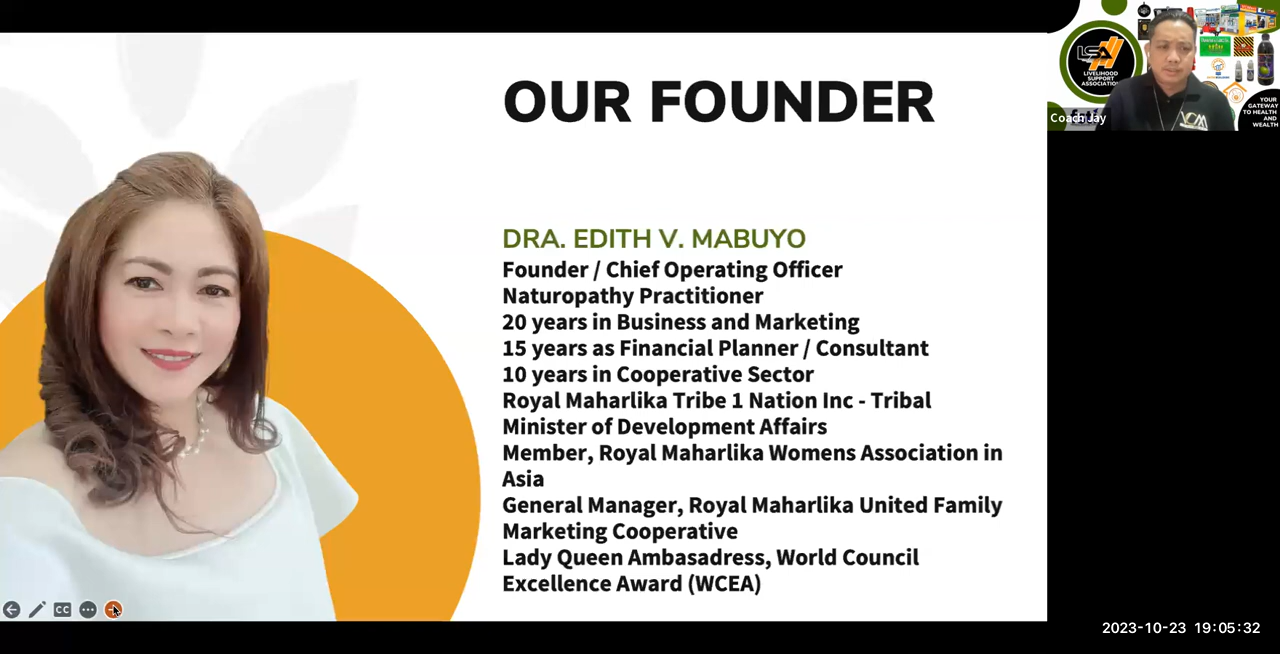 OUR FOUNDER
DRA. EDITH V. MABUYO
Founder / Chief Operating Officer
Naturopathy Practitioner
20 years in Business and Marketing
15 years as Financial Planner / Consultant
10 years in Cooperative Sector
Royal Maharlika Tribe 1 Nation Inc - Tribal
Minister of Development Affairs
Member, Royal Maharlika Womens Association in
Asia
General Manager, Royal Maharlika United Family
Marketing Cooperative
Lady Queen Ambasadress, World Council
Excellence Award (WCEA)
CC
LSA
LIVELIHOOD
SUPPORT
ASSOCIATION
VCM
YOUR
GATEWAY
TO HEALTH
AND
WEALTH
Coach Jay
2023-10-23 19:05:32